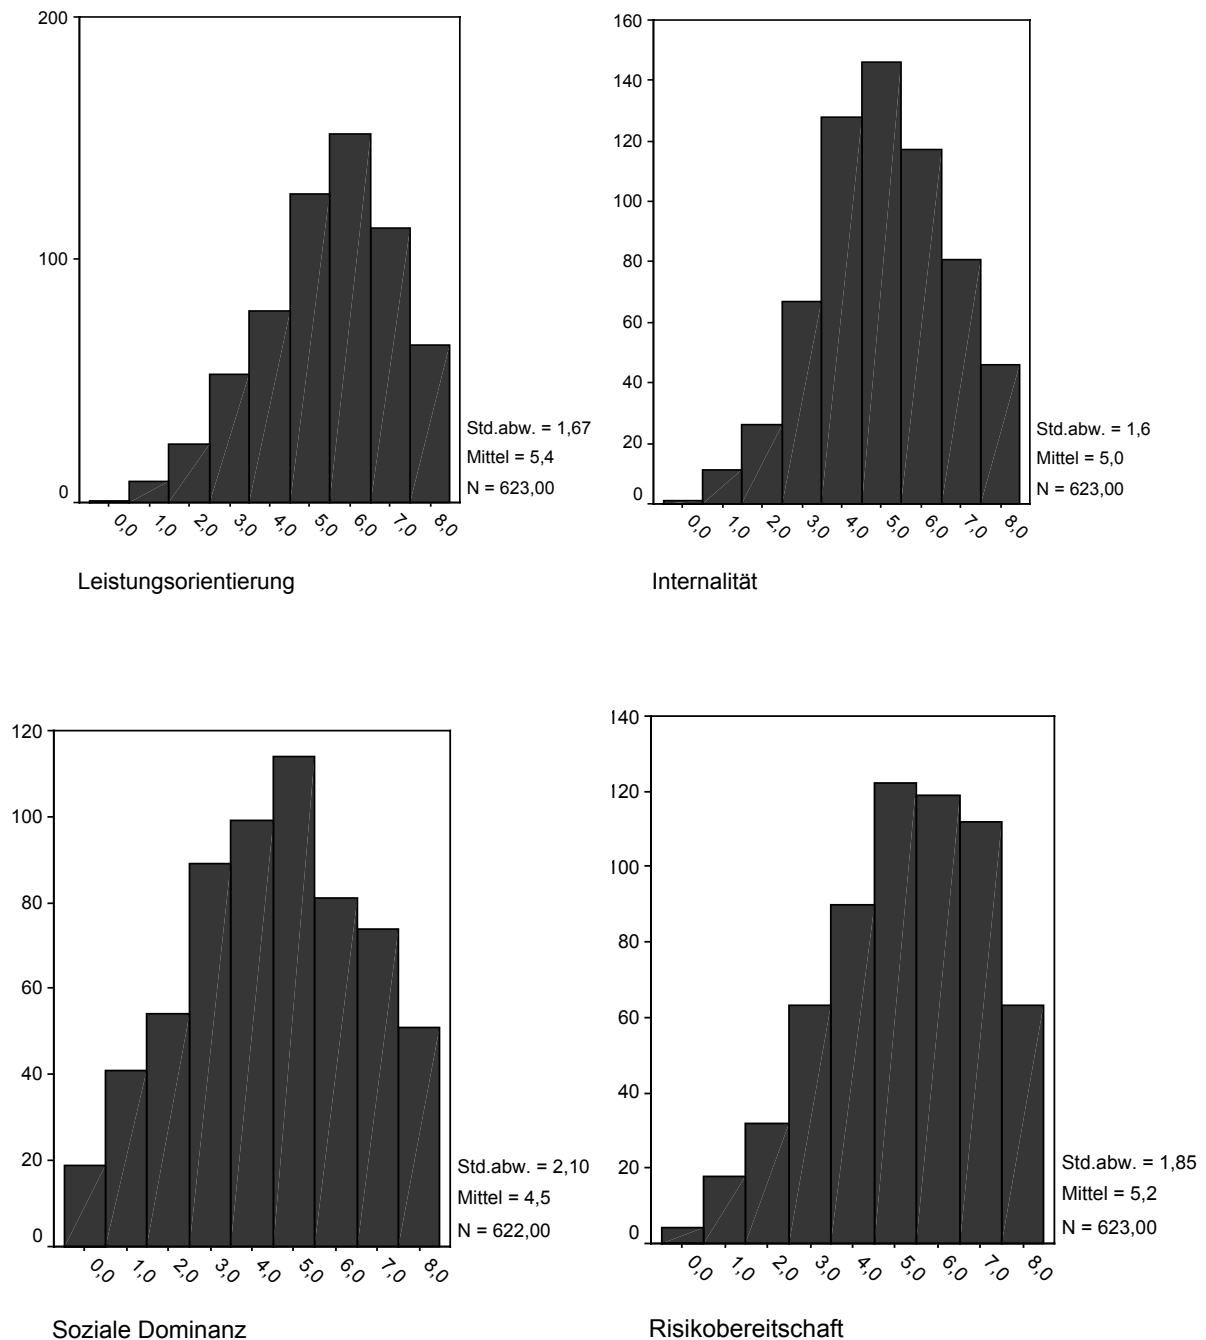 200
100
0
0,0 1,0 2,0 3,0 4,0 5,0 6,0 7,0 8,0
Std.abw. = 1,67
Mittel = 5,4
N = 623,00
Leistungsorientierung
160
140
120
100
80
60
40
20
0
0,0 1,0 2,0 3,0 4,0 5,0 6,0 7,0 8,0
Std.abw. = 1,6
Mittel = 5,0
N = 623,00
Internalität
120
100
80
60
40
20
0
0,0 1,0 2,0 3,0 4,0 5,0 6,0 7,0 8,0
Std.abw. = 2,10
Mittel = 4,5
N = 622,00
Soziale Dominanz
140
120
100
80
60
40
20
0
0,0 1,0 2,0 3,0 4,0 5,0 6,0 7,0 8,0
Std.abw. = 1,85
Mittel = 5,2
N = 623,00
Risikobereitschaft